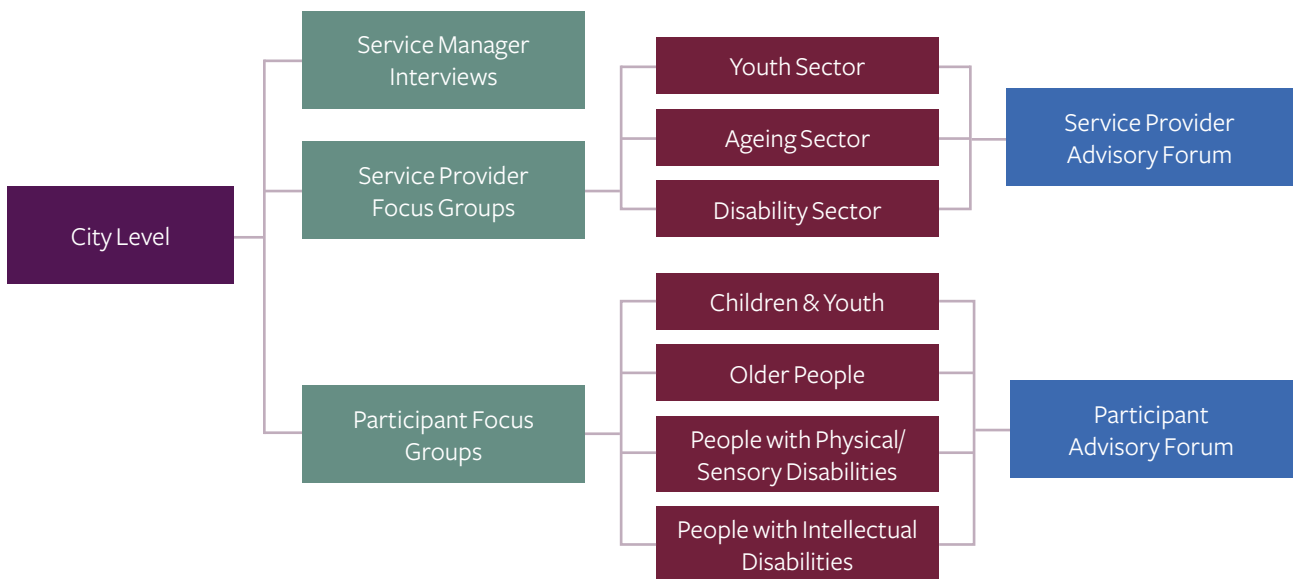 City Level
Service Manager
Interviews
Service Provider
Focus Groups
Participant Focus
Groups
Youth Sector
Ageing Sector
Disability Sector
Children & Youth
Older People
People with Physical/
Sensory Disabilities
People with Intellectual
Disabilities
Service Provider
Advisory Forum
Participant
Advisory Forum